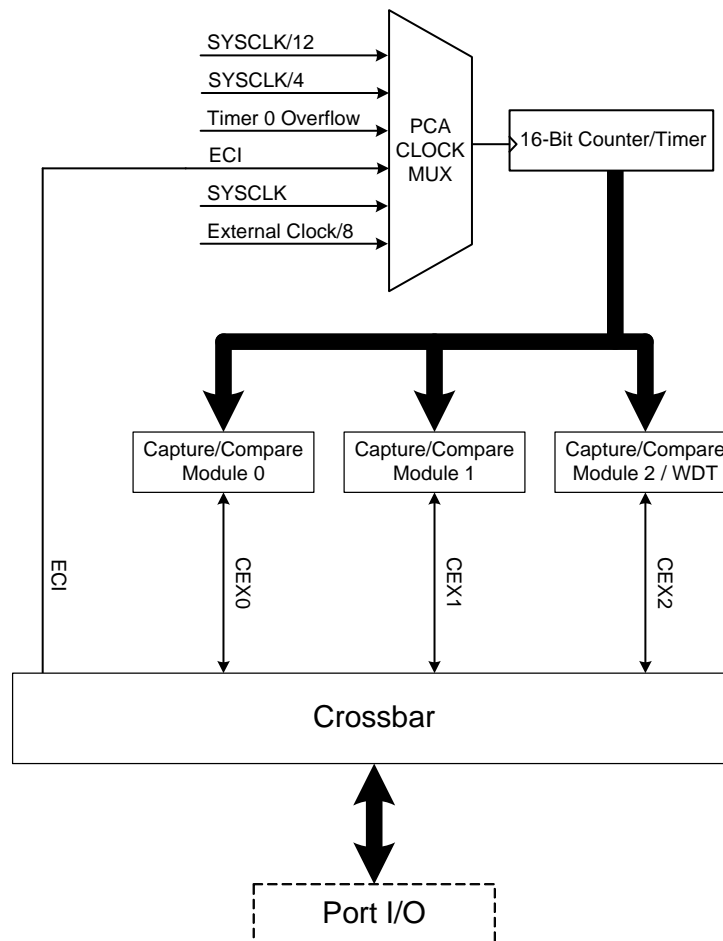 SYSCLK/12
SYSCLK/4
Timer 0 Overflow
ECI
SYSCLK
External Clock/8
PCA
CLOCK
MUX
16-Bit Counter/Timer
Capture/Compare
Module 0
Capture/Compare
Module 1
Capture/Compare
Module 2 / WDT
ECI
CEX0
CEX1
CEX2
Crossbar
Port I/O